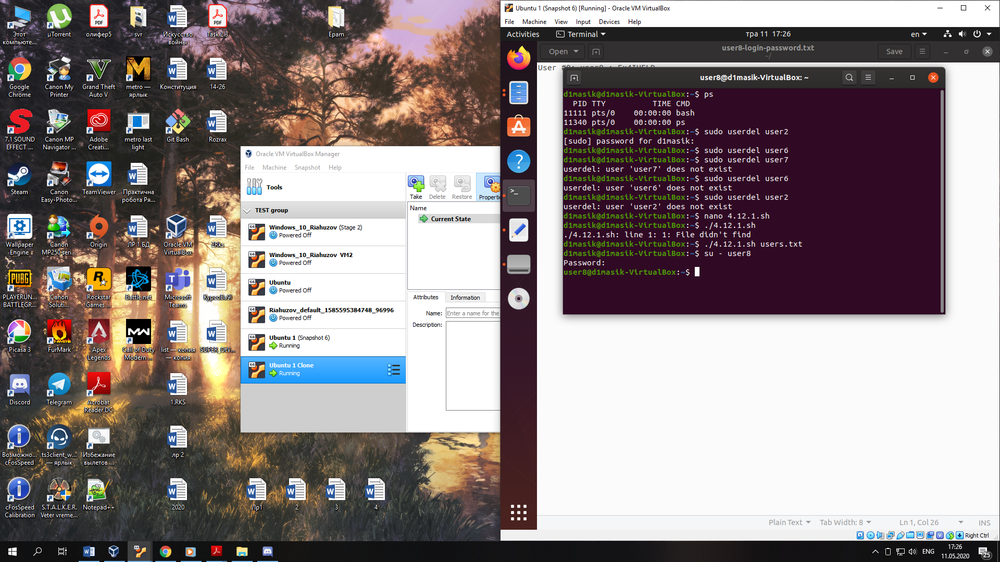 Этот компьюте...
µTorrent
олифер5
svr
Искусство войны
Task 2.3
Epam
Google Chrome
Canon My Printer
Grand Theft Auto V
metro — ярлык
Конституция
14-26
7.1 SOUND EFFECT ...
Canon MP Navigator ...
Adobe Creati...
metro last light
Git Bash
Rozrax
Steam
Canon Easy-Photo...
TeamViewer
Практична робота Ря...
Wallpaper Engine
Canon MP250 seri...
Origin
ЛР 1 БД
Oracle VM VirtualBox
2Rks
PLAYERUN... BATTLEGR...
Canon Soluti...
Rockstar Games ...
Battle.net
Microsoft Teams
КурсоВа9I
Picasa 3
FurMark
Apex Legends
Call of Duty Modern ...
list — копия — копия
SUPER_OtV...
Discord
Telegram
Acrobat Reader DC
1.RKS
Возможно... cFosSpeed
ts3client_w... — ярлык
Избежание вылетов ...
лр 2
cFosSpeed Calibration
S.T.A.L.K.E.R. Veter vreme...
Notepad++
2020
Лр1
2
3
4
Oracle VM VirtualBox Manager
File Machine Snapshot Help
Tools
Take Delete Restore Properti
TEST group
Windows_10_Riahuzov (Stage 2)
Powered Off
Windows_10_Riahuzov VM2
Powered Off
Ubuntu
Powered Off
Riahuzov_default_1585595384748_96996
Powered Off
Ubuntu 1 (Snapshot 6)
Running
Ubuntu 1 Clone
Running
Name
Current State
Attributes Information
Name: Enter a name for the
Description:
Ubuntu 1 (Snapshot 6) [Running] - Oracle VM VirtualBox
File Machine View Input Devices Help
Activities Terminal тра 11 17:26 en
Open user8-login-password.txt Save
~/
User
user8@d1masik-VirtualBox: ~
d1masik@d1masik-VirtualBox:~$ ps
PID TTY TIME CMD
11111 pts/0 00:00:00 bash
11340 pts/0 00:00:00 ps
d1masik@d1masik-VirtualBox:~$ sudo userdel user2
[sudo] password for d1masik:
d1masik@d1masik-VirtualBox:~$ sudo userdel user6
d1masik@d1masik-VirtualBox:~$ sudo userdel user7
userdel: user 'user7' does not exist
d1masik@d1masik-VirtualBox:~$ sudo userdel user6
userdel: user 'user6' does not exist
d1masik@d1masik-VirtualBox:~$ sudo userdel user2
userdel: user 'user2' does not exist
d1masik@d1masik-VirtualBox:~$ nano 4.12.1.sh
d1masik@d1masik-VirtualBox:~$ ./4.12.1.sh
./4.12.1.sh: line 1: 1: File didn't find
d1masik@d1masik-VirtualBox:~$ ./4.12.1.sh users.txt
d1masik@d1masik-VirtualBox:~$ su - user8
Password:
user8@d1masik-VirtualBox:~$
Plain Text Tab Width: 8 Ln 1, Col 26 INS
Right Ctrl
ENG
17:26
11.05.2020
25